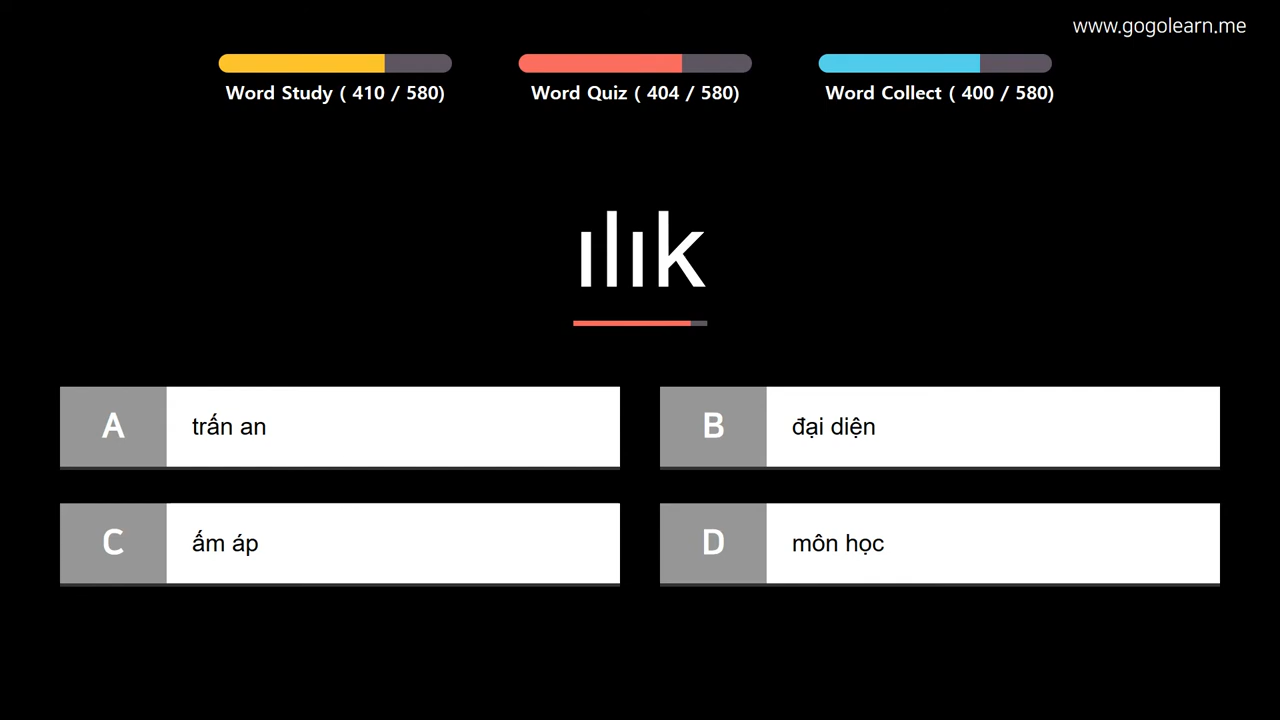 www.gogolearn.me
Word Study ( 410 / 580)
Word Quiz ( 404 / 580)
Word Collect ( 400 / 580)
ılık
A trấn an
B đại diện
C ấm áp
D môn học